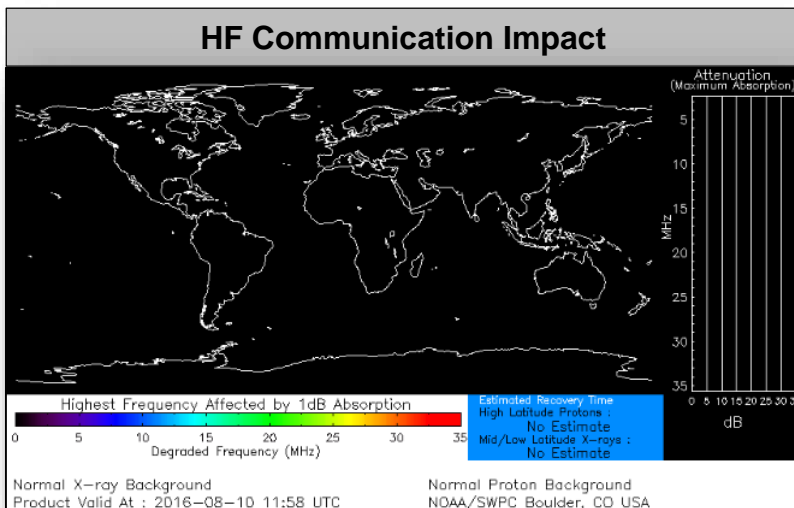 HF Communication Impact
Attenuation
(Maximum Absorption)
5
10
15
20
25
30
35
MHz
0 5 10 15 20 25 30 3
dB
Highest Frequency Affected by 1dB Absorption
0 5 10 15 20 25 30 35
Degraded Frequency (MHz)
Estimated Recovery Time
High Latitude Protons :
No Estimate
Mid/Low Latitude X-rays :
No Estimate
Normal X-ray Background
Normal Proton Background
Product Valid At : 2016-08-10 11:58 UTC
NOAA/SWPC Boulder, CO USA